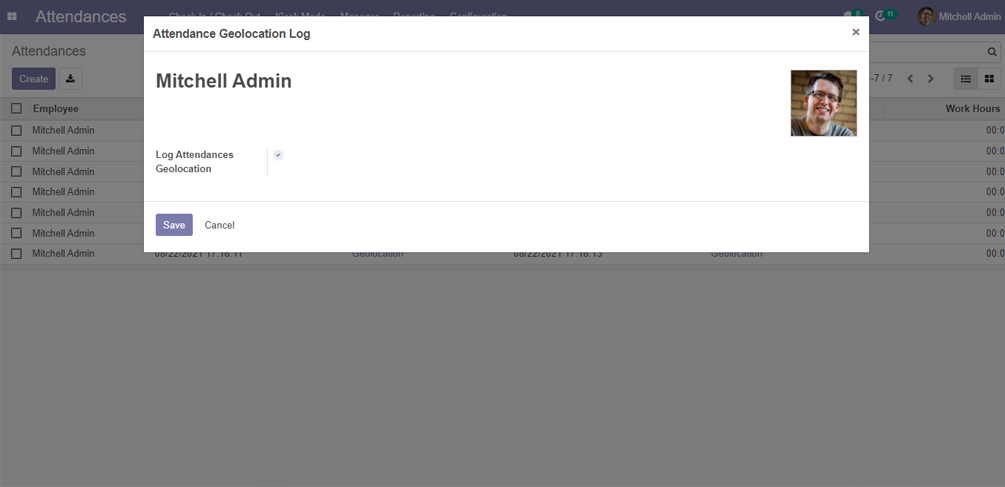 Attendances
Check In / Check Out Kiosk Mode Manager Reporting Configuration
8 11 Mitchell Admin
Attendance Geolocation Log ×
Attendances
Mitchell Admin
Create
-7 / 7
Employee Work Hours
Mitchell Admin 00:0
Mitchell Admin 00:0
Log Attendances
Geolocation
Mitchell Admin 00:0
Mitchell Admin 00:0
Mitchell Admin 00:0
Save Cancel
Mitchell Admin 00:0
Mitchell Admin 08/22/2021 17:18:11 Geolocation 08/22/2021 17:18:13 Geolocation 00:0